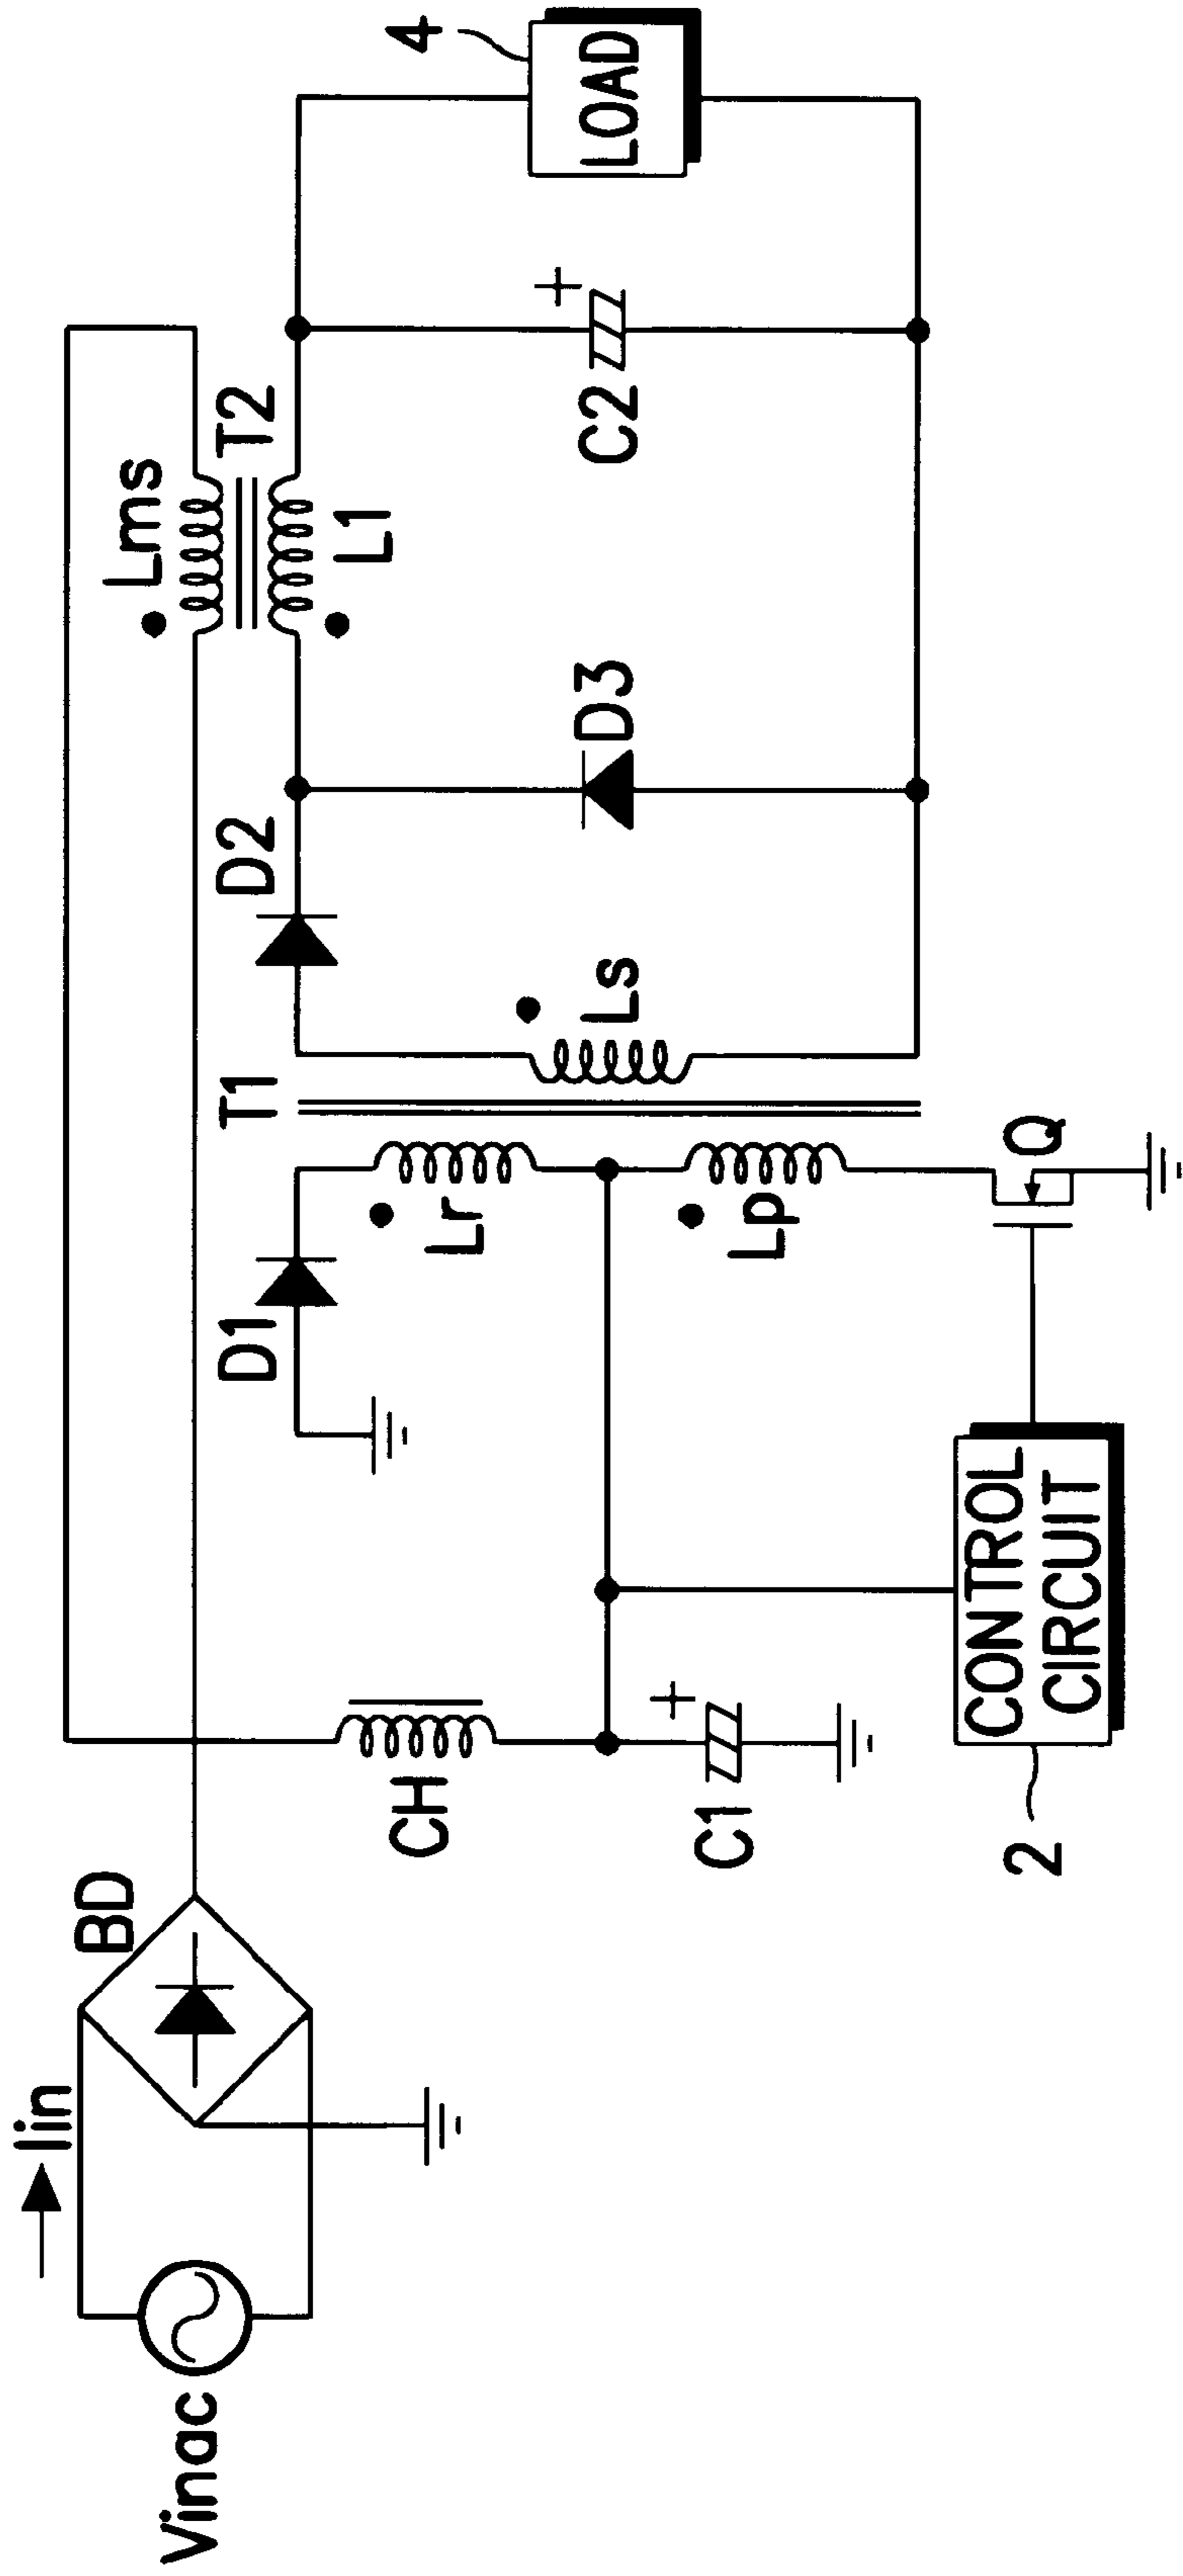 Vinac
Iin
BD
CH
C1
2
CONTROL
CIRCUIT
D1
Lr
Lp
Q
T1
Ls
D2
D3
Lms
T2
L1
C2
+
+
LOAD
4